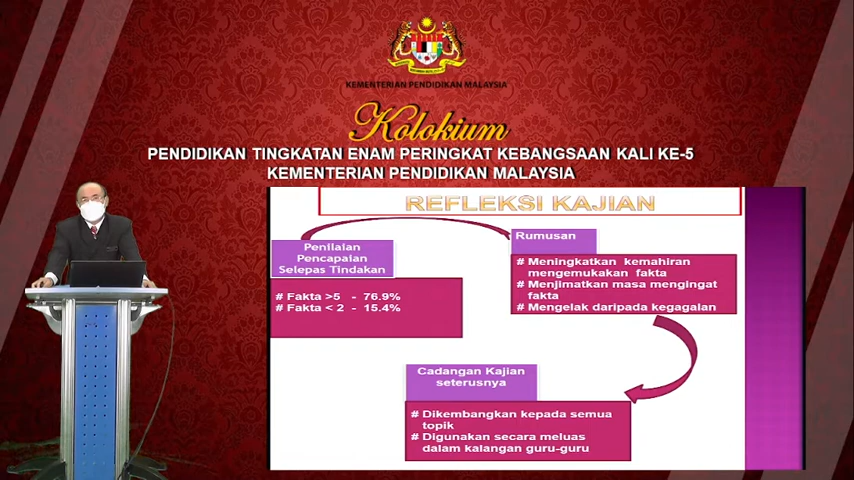 KEMENTERIAN PENDIDIKAN MALAYSIA
Kolokium
PENDIDIKAN TINGKATAN ENAM PERINGKAT KEBANGSAAN KALI KE-5
KEMENTERIAN PENDIDIKAN MALAYSIA
REFLEKSI KAJIAN
Penilaian
Pencapaian
Selepas Tindakan
# Fakta >5 - 76.9%
# Fakta < 2 - 15.4%
Rumusan
# Meningkatkan kemahiran
mengemukakan fakta
# Menjimatkan masa mengingat
fakta
# Mengelak daripada kegagalan
Cadangan Kajian
seterusnya
# Dikembangkan kepada semua
topik
# Digunakan secara meluas
dalam kalangan guru-guru